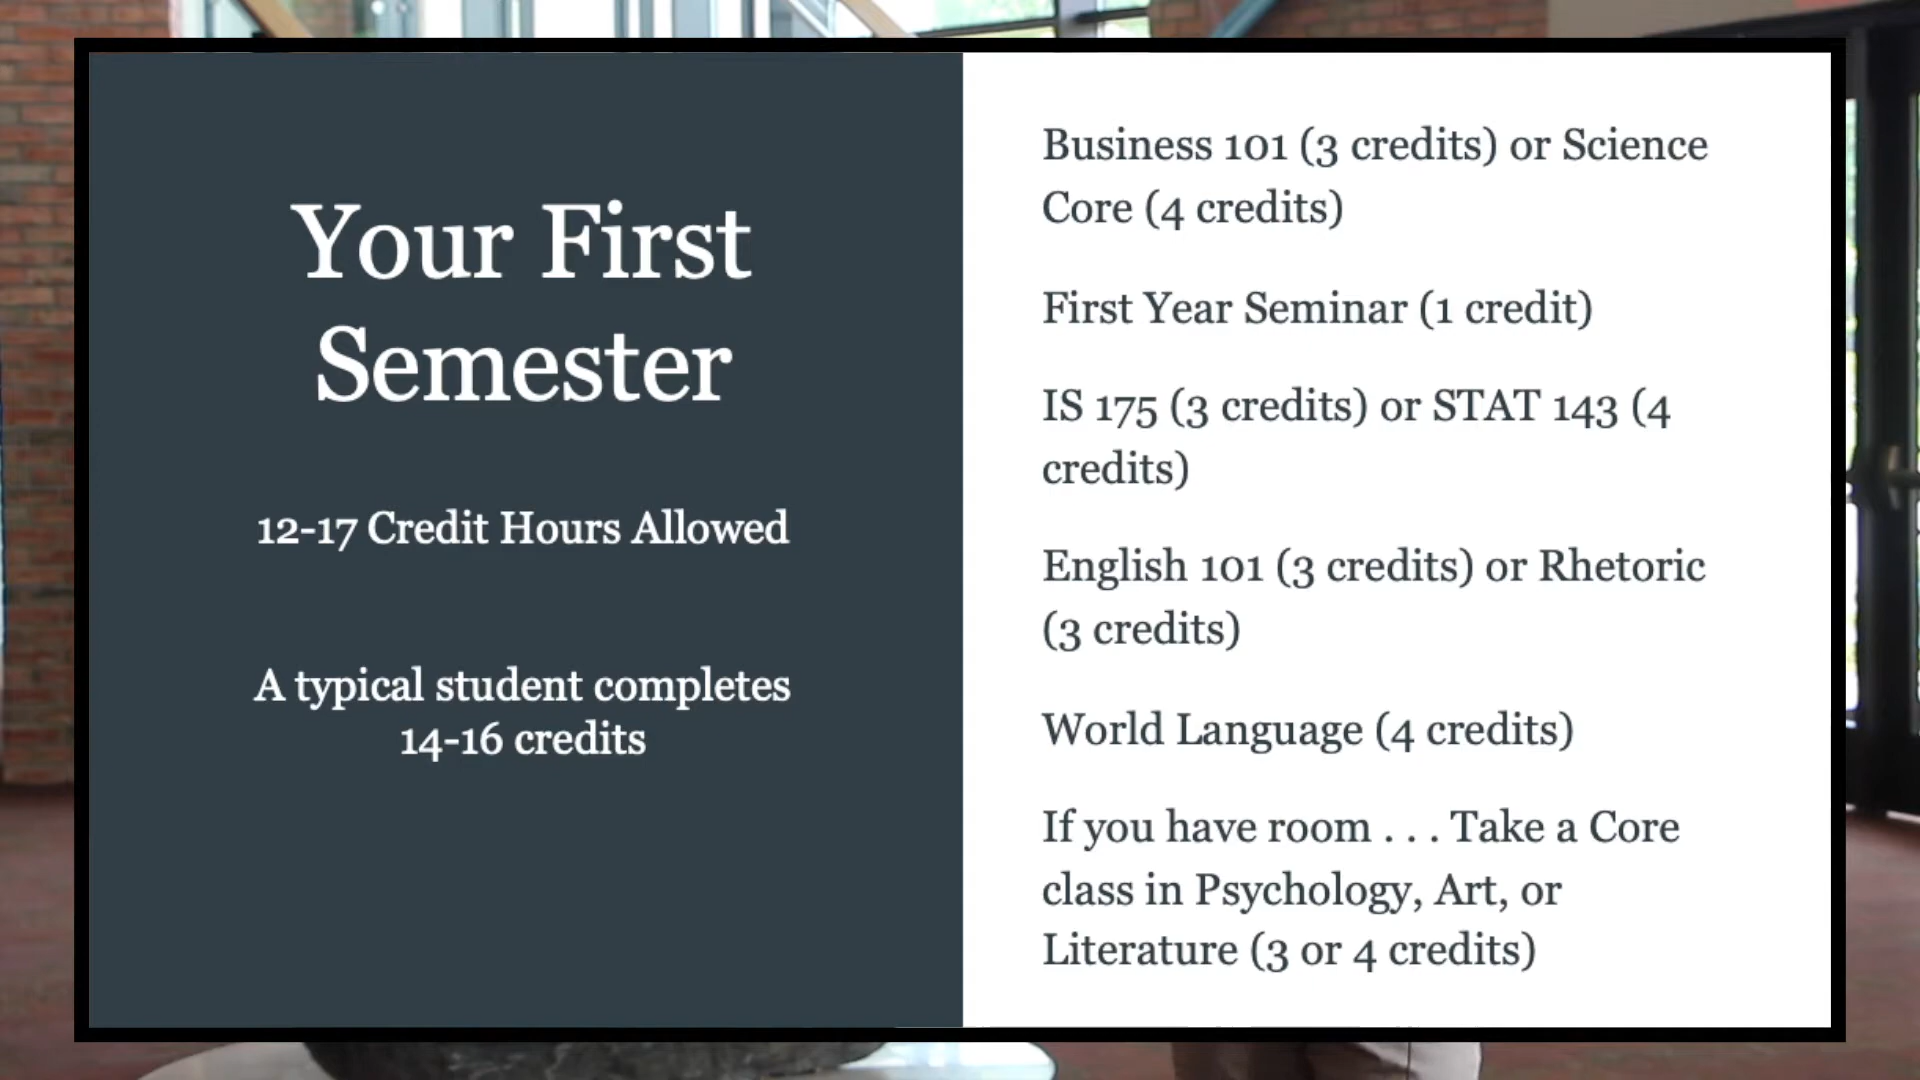 Your First
Semester
12-17 Credit Hours Allowed
A typical student completes
14-16 credits
Business 101 (3 credits) or Science
Core (4 credits)
First Year Seminar (1 credit)
IS 175 (3 credits) or STAT 143 (4
credits)
English 101 (3 credits) or Rhetoric
(3 credits)
World Language (4 credits)
If you have room . . . Take a Core
class in Psychology, Art, or
Literature (3 or 4 credits)